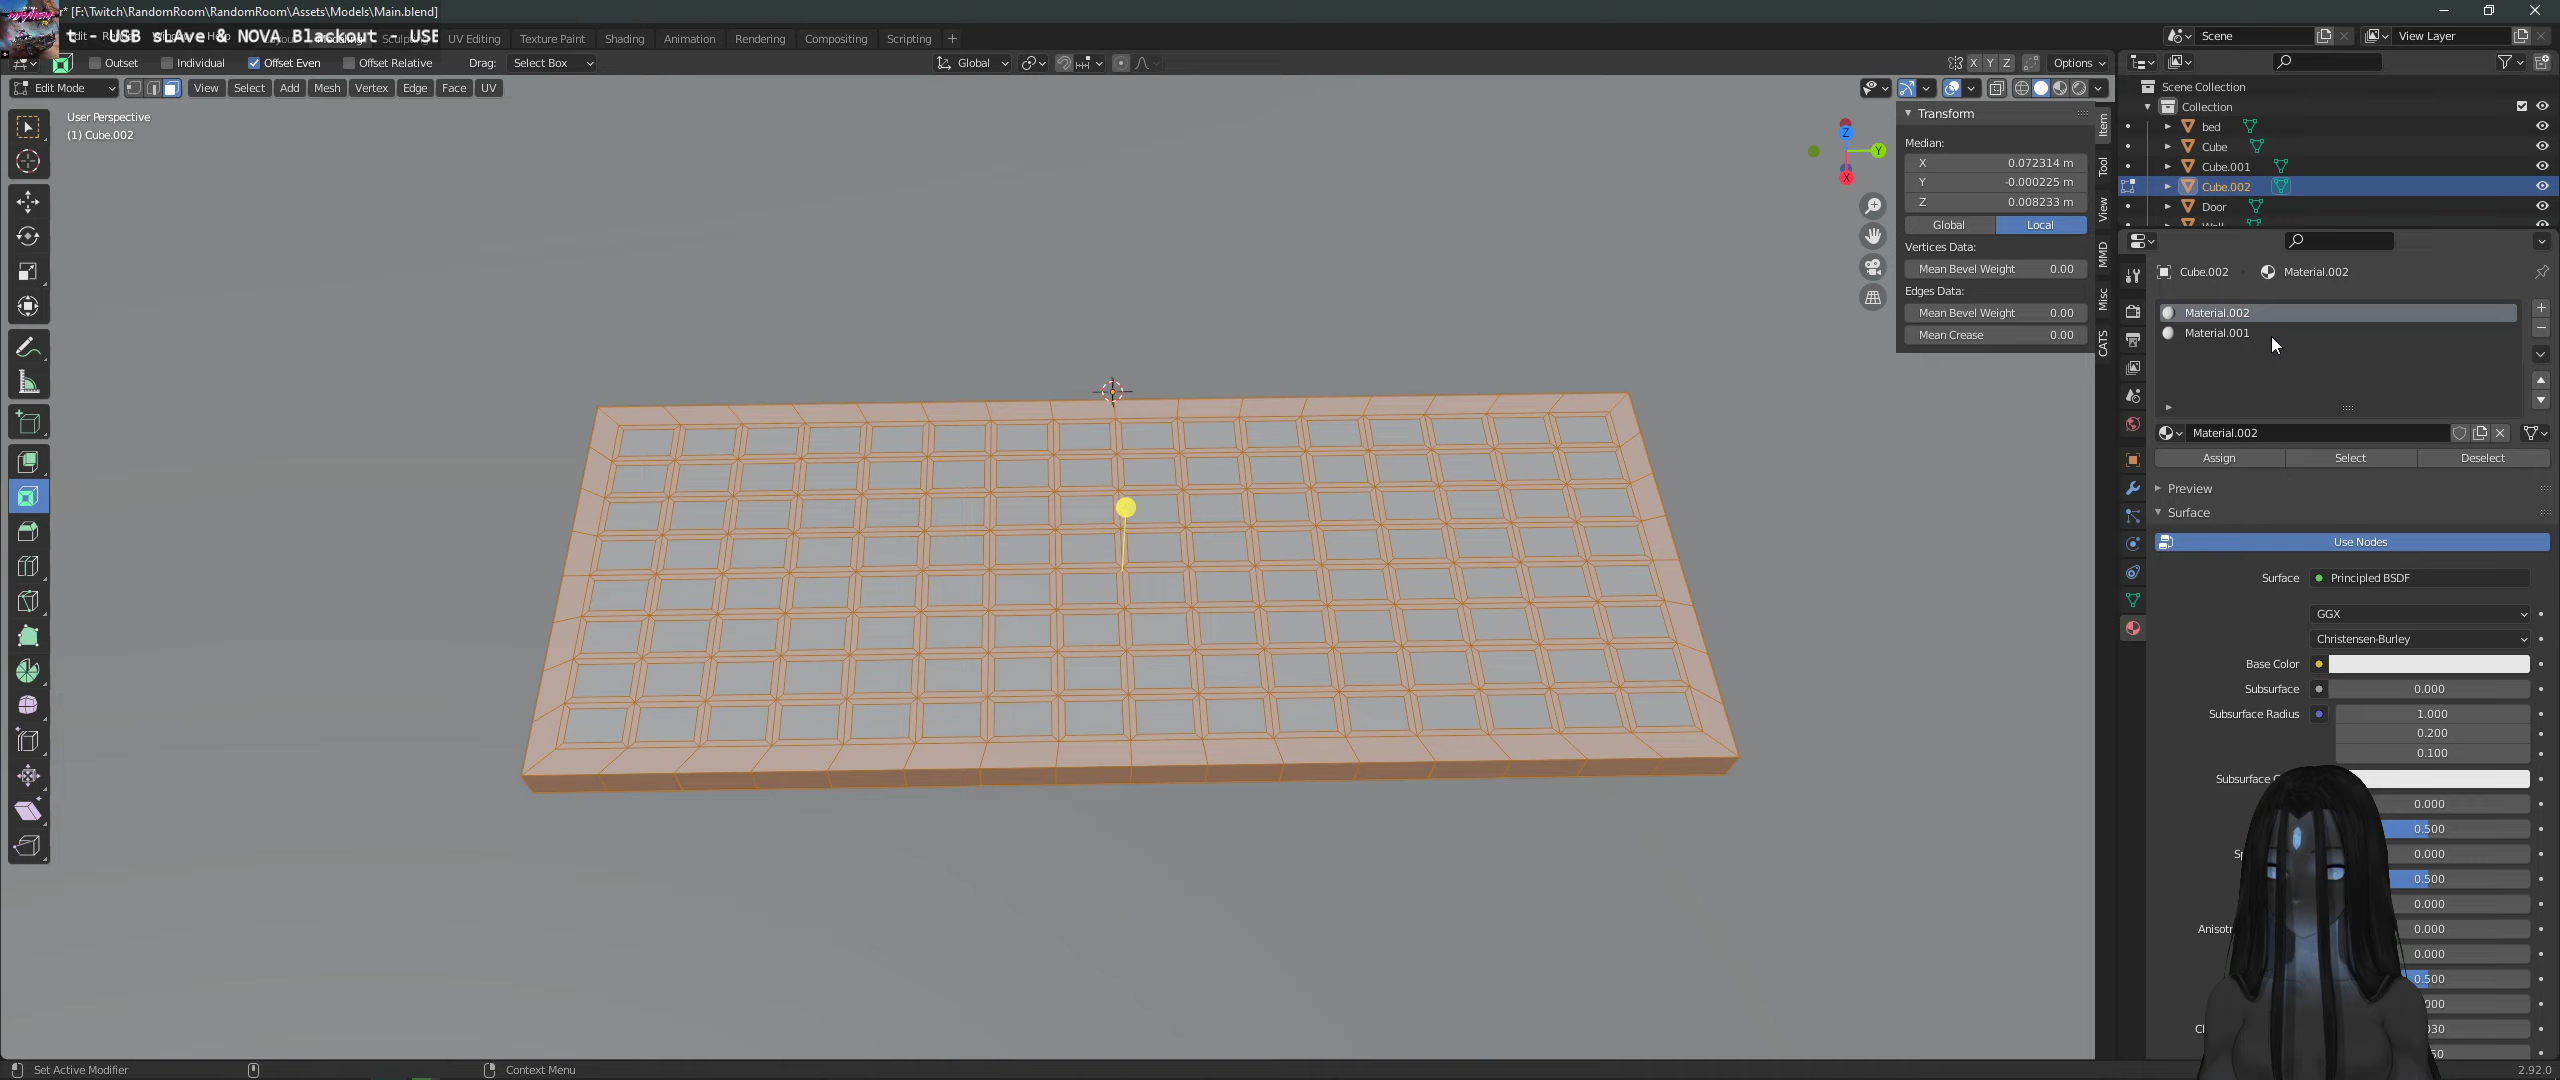 r* [F:\Twitch\RandomRoom\RandomRoom\Assets\Models\Main.blend]
t - USB sLAve & NOVA Blackout - USE
UV Editing Texture Paint Shading Animation Rendering Compositing Scripting +
Scene View Layer
Outset Individual Offset Even Offset Relative Drag: Select Box Global X Y Z Options
Edit Mode View Select Add Mesh Vertex Edge Face UV
User Perspective
(1) Cube.002
Z
Y
X
Transform
Median:
X 0.072314 m
Y -0.000225 m
Z 0.008233 m
Global Local
Vertices Data:
Mean Bevel Weight 0.00
Edges Data:
Mean Bevel Weight 0.00
Mean Crease 0.00
Item
Tool
View
MMD
Misc
CATS
Scene Collection
Collection
bed
Cube
Cube.001
Cube.002
Door
Cube.002 Material.002
Material.002
Material.001
Material.002
Assign Select Deselect
Preview
Surface
Use Nodes
Surface Principled BSDF
GGX
Christensen-Burley
Base Color
Subsurface 0.000
Subsurface Radius 1.000
0.200
0.100
Subsurface C
0.000
0.500
0.000
0.500
0.000
Anisotr 0.000
0.000
0.500
000
030
50
Set Active Modifier Context Menu 2.92.0